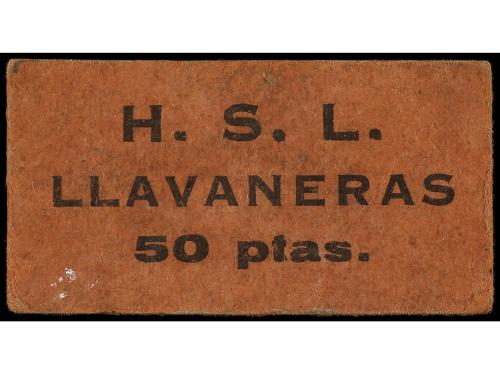 H. S. L.
LLAVANERAS
50 ptas.